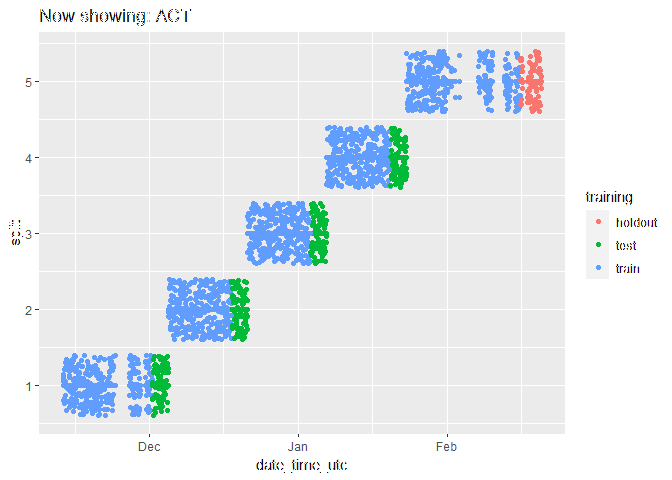 Now showing: ACT
5
4
3
2
1
split
Dec Jan Feb
date_time_utc
training
holdout
test
train